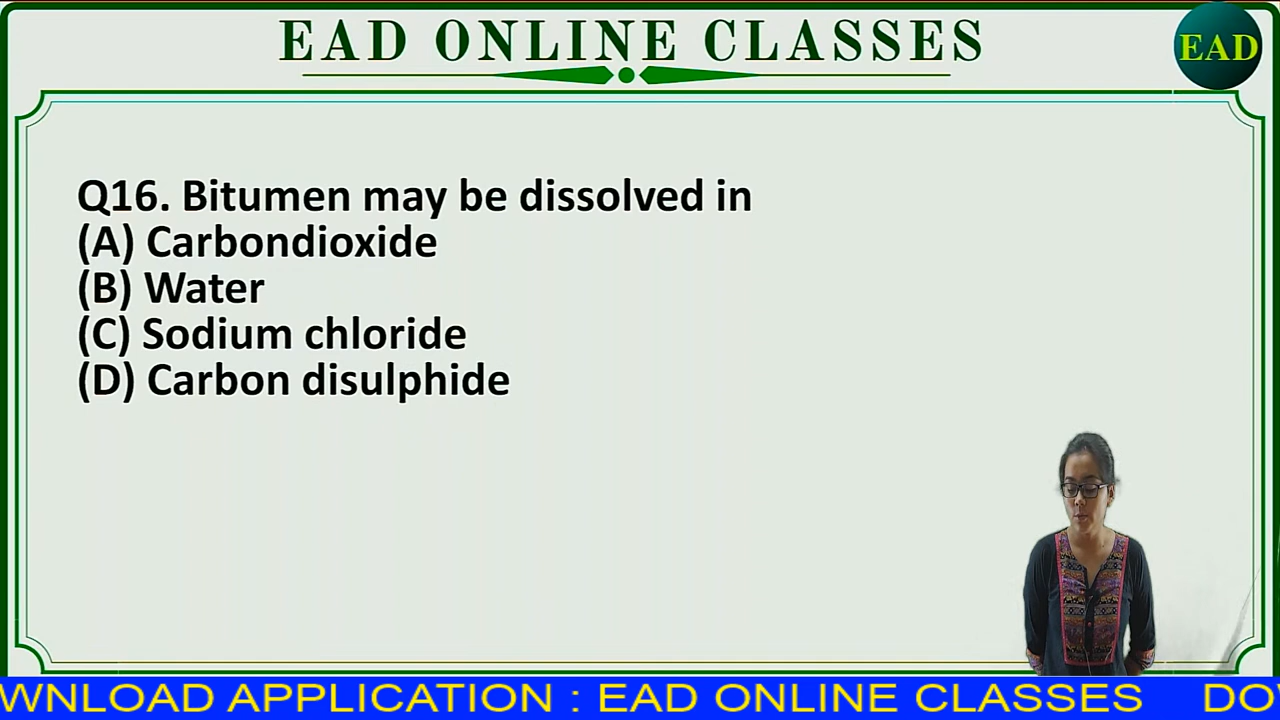 EAD ONLINE CLASSES
EAD
Q16. Bitumen may be dissolved in
(A) Carbondioxide
(B) Water
(C) Sodium chloride
(D) Carbon disulphide
WNLOAD APPLICATION : EAD ONLINE CLASSES DO